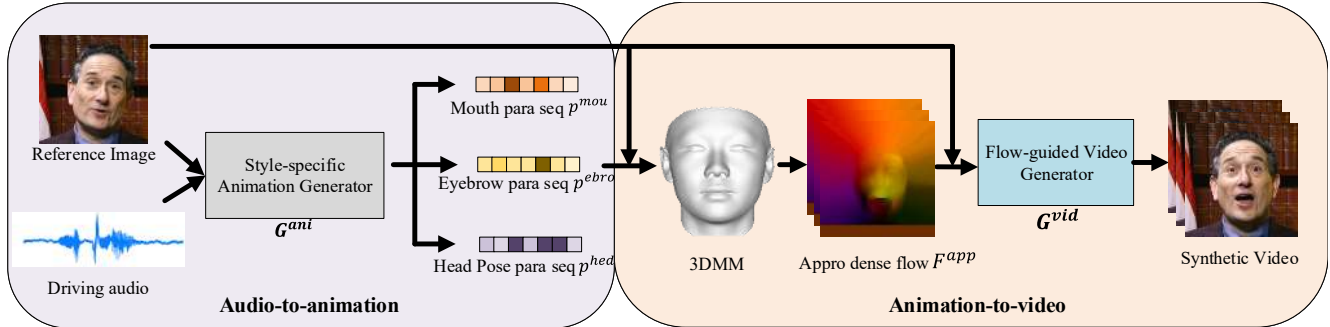 Reference Image
Driving audio
Style-specific
Animation Generator
G^ani
Mouth para seq p^mou
Eyebrow para seq p^ebro
Head Pose para seq p^hed
Audio-to-animation
3DMM
Appro dense flow F^app
Flow-guided Video
Generator
G^vid
Synthetic Video
Animation-to-video